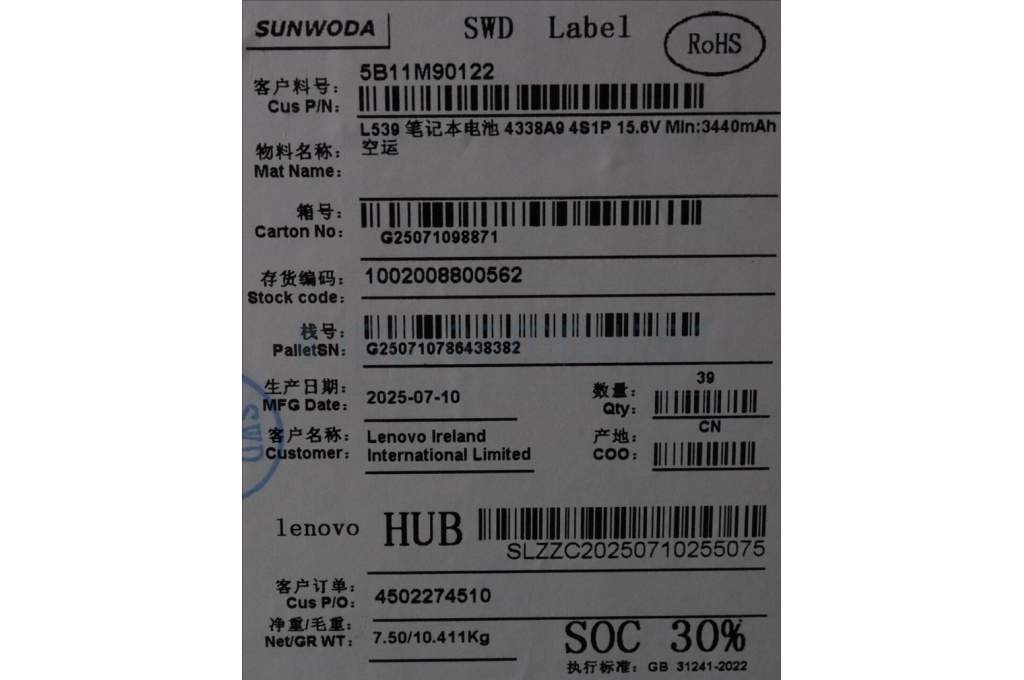 SUNWODA
SWD Label
RoHS
客户料号:
Cus P/N:
5B11M90122
物料名称:
Mat Name:
L539 笔记本电池 4338A9 4S1P 15.6V Min:3440mAh
空运
箱号:
Carton No:
G25071098871
存货编码:
Stock code:
1002008800562
栈号:
PalletSN:
G250710786438382
生产日期:
MFG Date:
2025-07-10
数量:
Qty:
39
客户名称:
Customer:
Lenovo Ireland
International Limited
产地:
COO:
CN
SWD
lenovo
HUB
SLZZC20250710255075
客户订单:
Cus P/O:
4502274510
净重/毛重:
Net/GR WT:
7.50/10.411Kg
SOC 30%
执行标准: GB 31241-2022